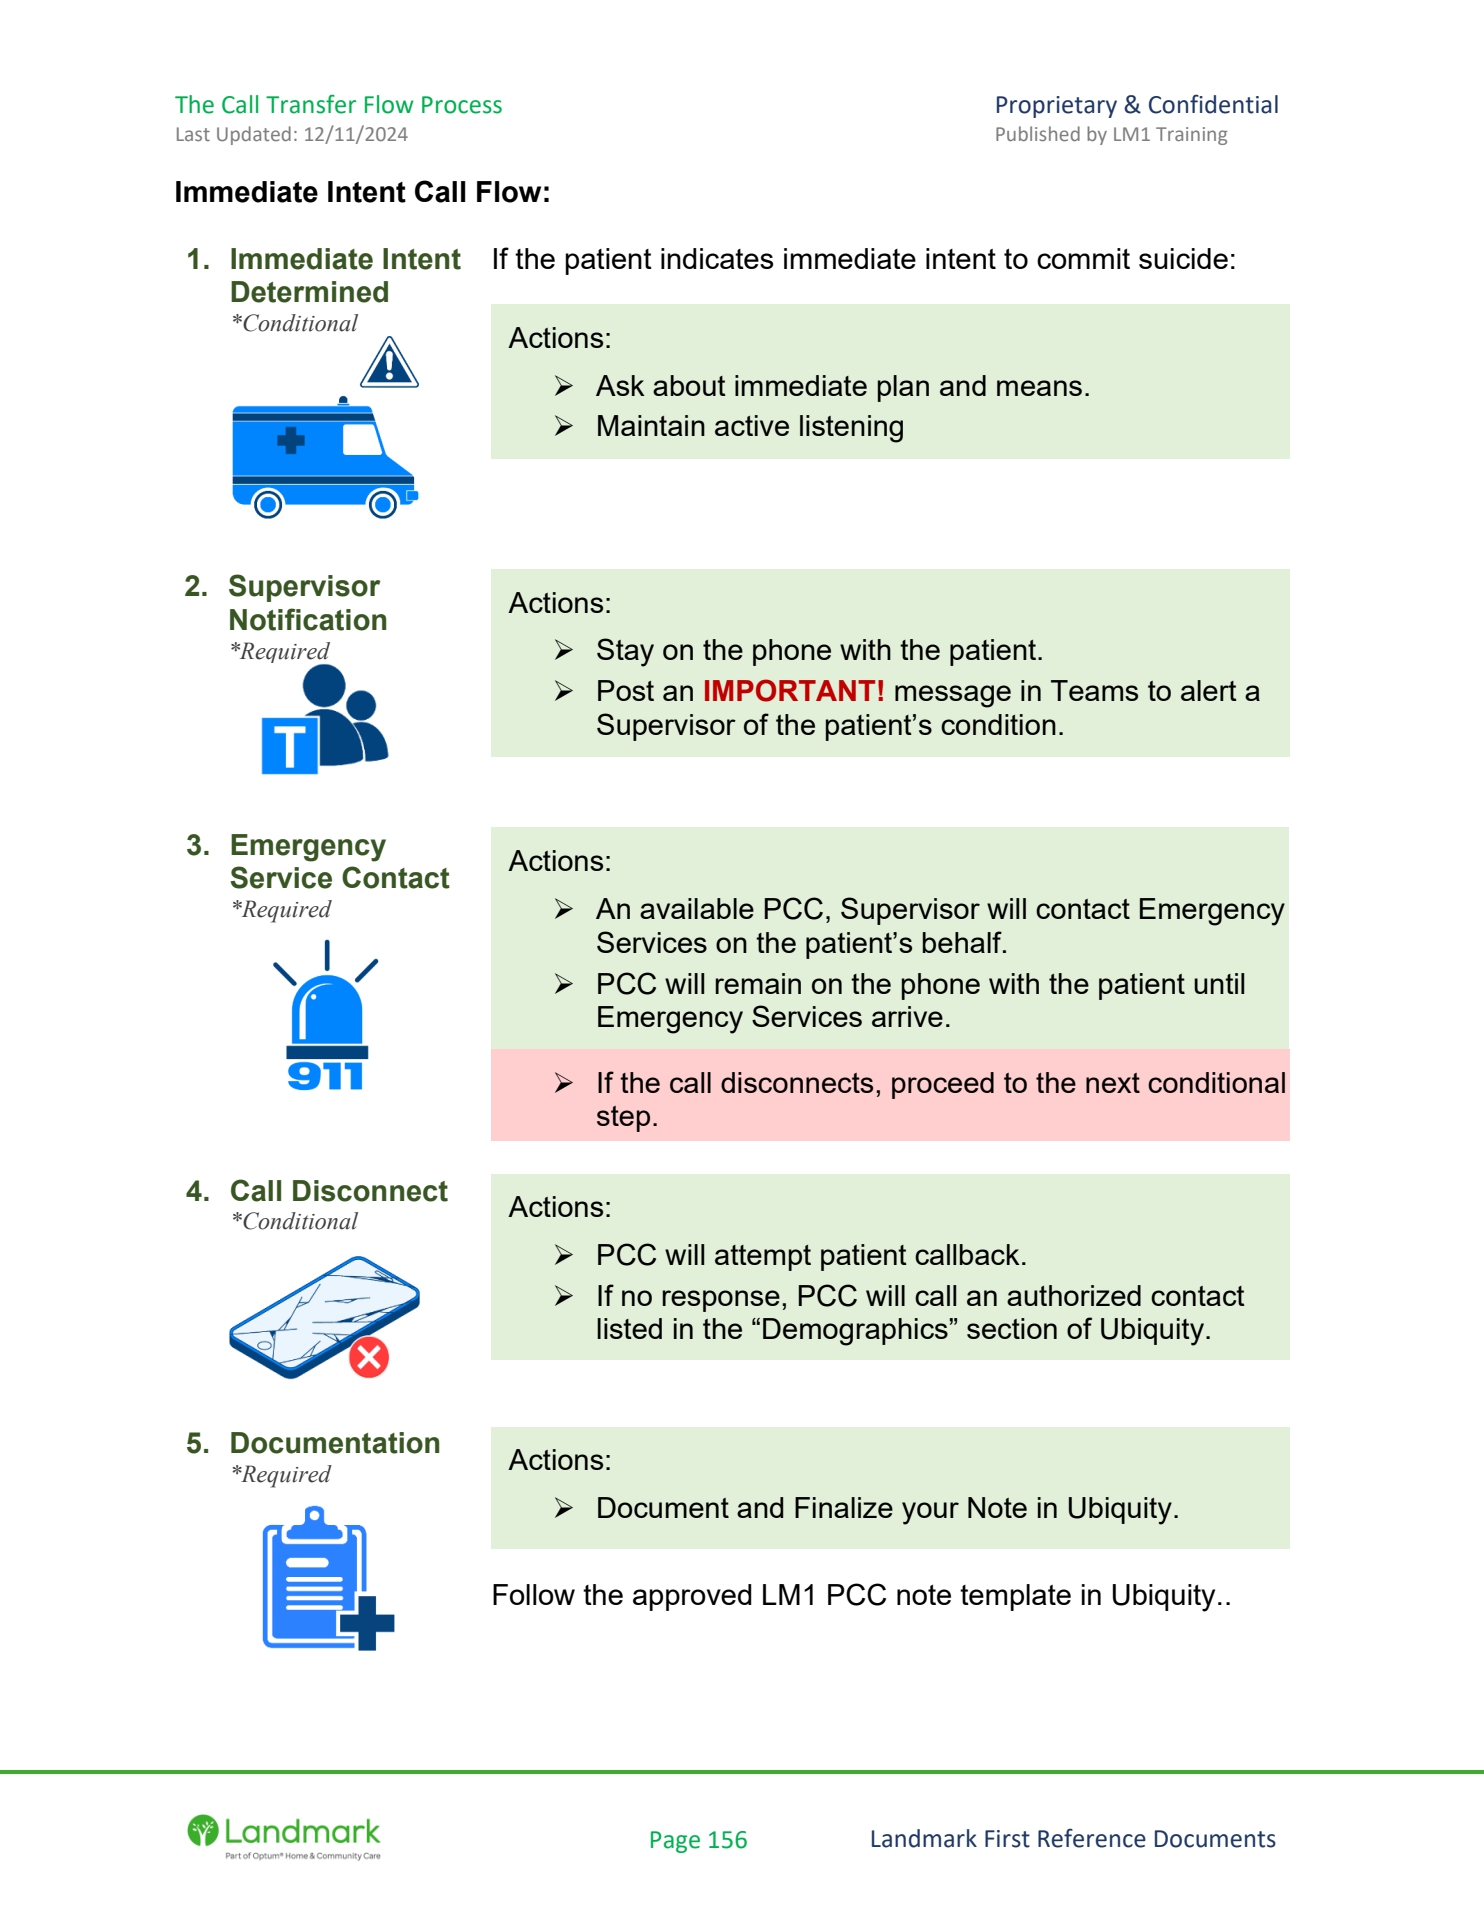 The Call Transfer Flow Process
Proprietary & Confidential
Last Updated: 12/11/2024
Published by LM1 Training
Immediate Intent Call Flow:
1. Immediate Intent
Determined
*Conditional
If the patient indicates immediate intent to commit suicide:
Actions:
➢ Ask about immediate plan and means.
➢ Maintain active listening
2. Supervisor
Notification
*Required
T
Actions:
➢ Stay on the phone with the patient.
➢ Post an IMPORTANT! message in Teams to alert a
Supervisor of the patient’s condition.
3. Emergency
Service Contact
*Required
911
Actions:
➢ An available PCC, Supervisor will contact Emergency
Services on the patient’s behalf.
➢ PCC will remain on the phone with the patient until
Emergency Services arrive.
➢ If the call disconnects, proceed to the next conditional
step.
4. Call Disconnect
*Conditional
Actions:
➢ PCC will attempt patient callback.
➢ If no response, PCC will call an authorized contact
listed in the “Demographics” section of Ubiquity.
5. Documentation
*Required
Actions:
➢ Document and Finalize your Note in Ubiquity.
Follow the approved LM1 PCC note template in Ubiquity..
Landmark
Part of Optum® Home & Community Care
Page 156
Landmark First Reference Documents